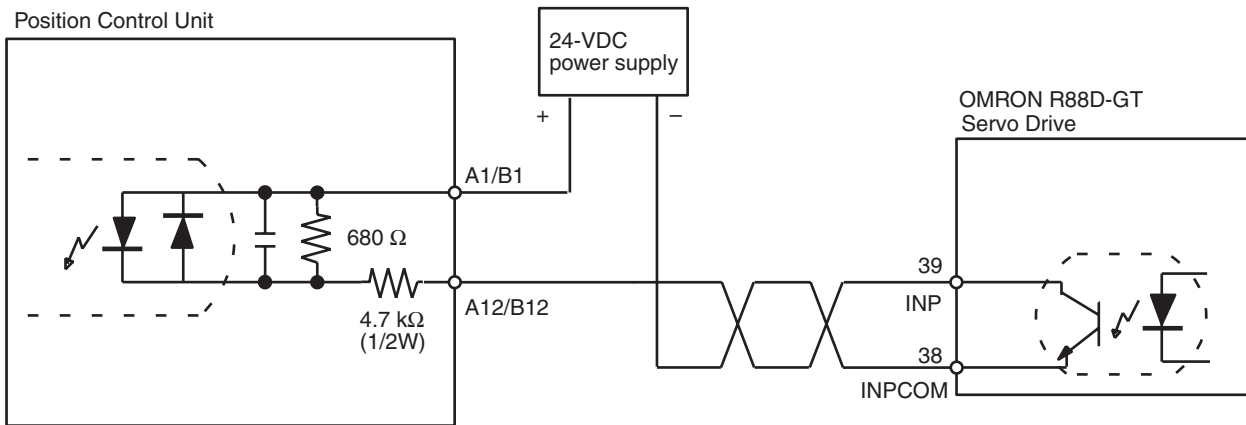 Position Control Unit
24-VDC
power supply
+
−
OMRON R88D-GT
Servo Drive
A1/B1
680 Ω
A12/B12
4.7 kΩ
(1/2W)
39
INP
38
INPCOM